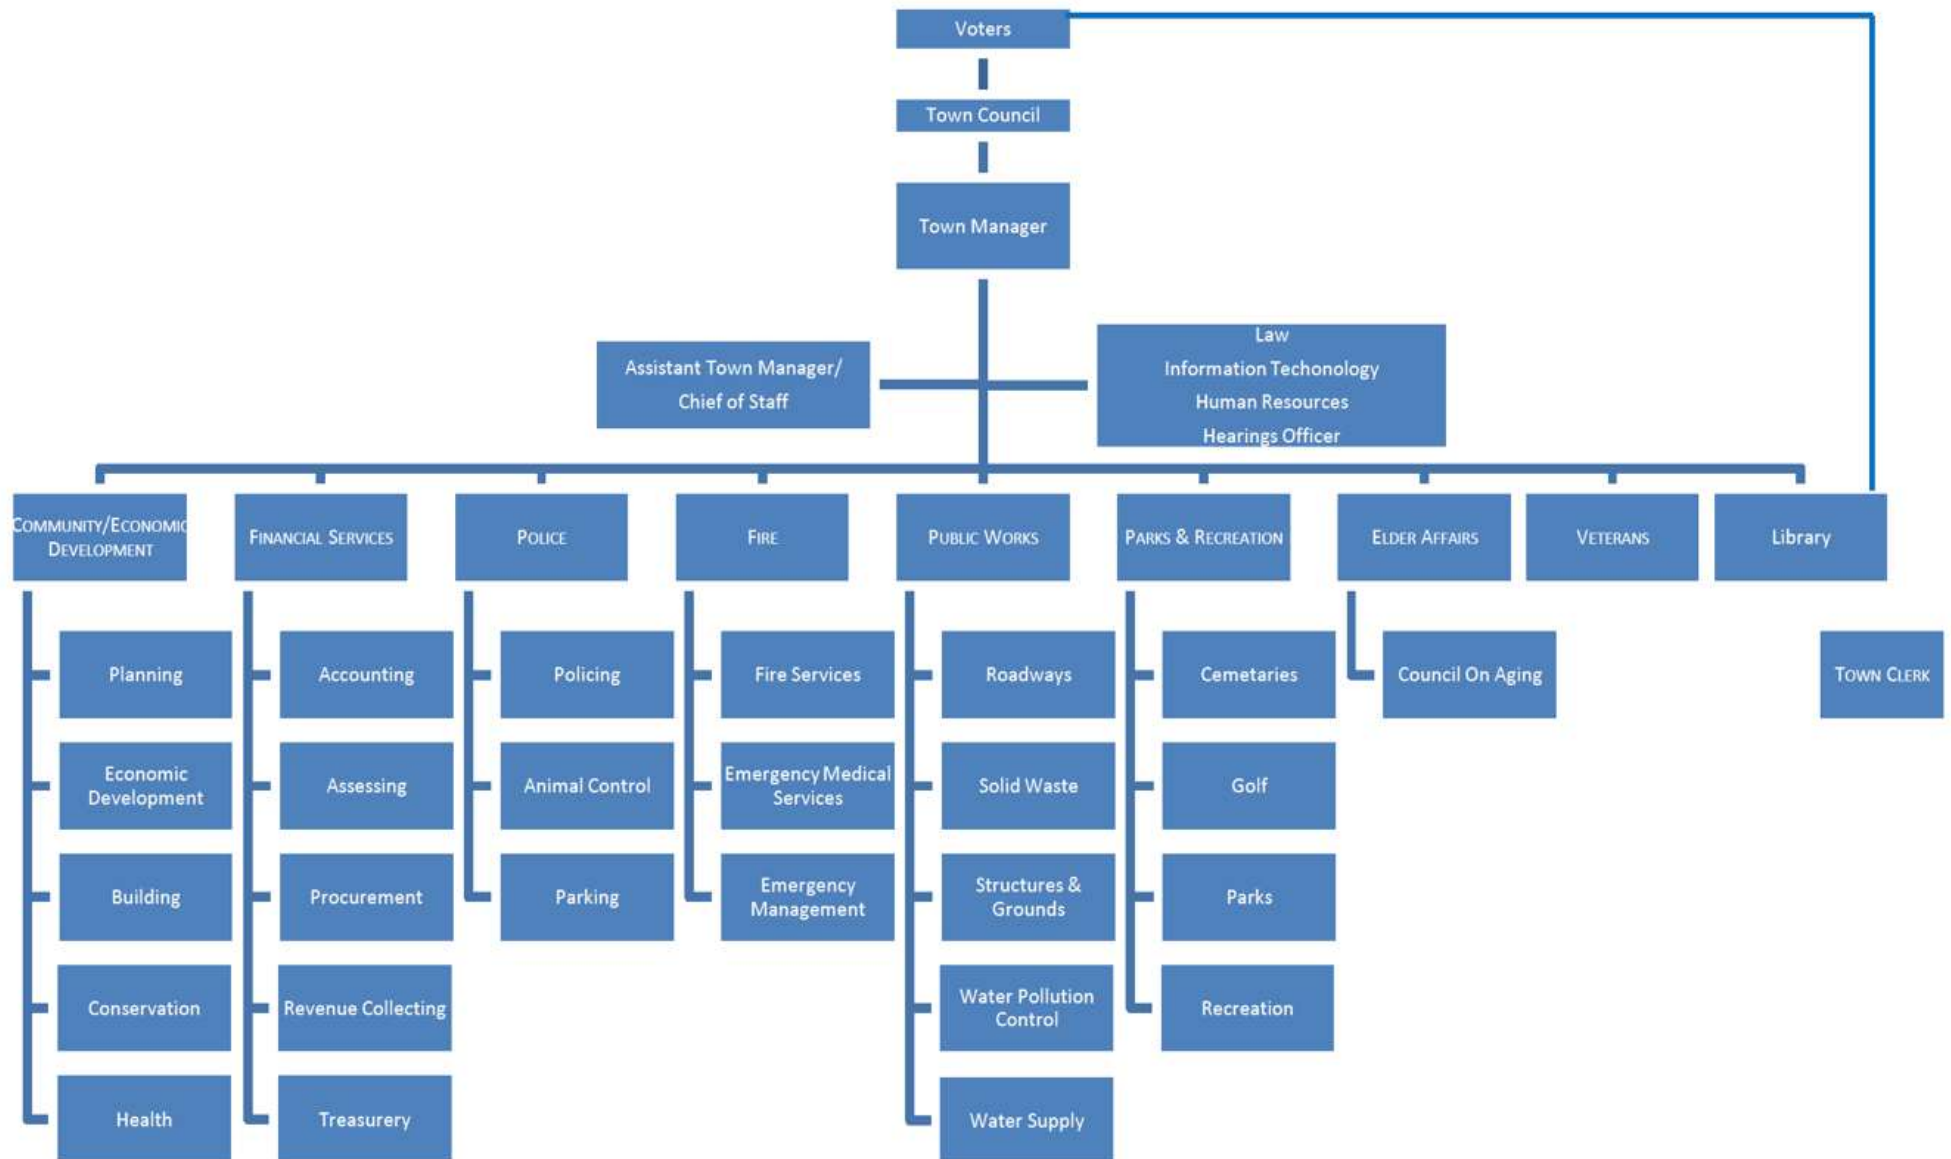 Voters
Town Council
Town Manager
Assistant Town Manager/
Chief of Staff
Law
Information Techonology
Human Resources
Hearings Officer
COMMUNITY/ECONOMIC
DEVELOPMENT
FINANCIAL SERVICES
POLICE
FIRE
PUBLIC WORKS
PARKS & RECREATION
ELDER AFFAIRS
VETERANS
Library
Planning
Accounting
Policing
Fire Services
Roadways
Cemetaries
Council On Aging
TOWN CLERK
Economic
Development
Assessing
Animal Control
Emergency Medical
Services
Solid Waste
Golf
Building
Procurement
Parking
Emergency
Management
Structures &
Grounds
Parks
Conservation
Revenue Collecting
Water Pollution
Control
Recreation
Health
Treasurery
Water Supply